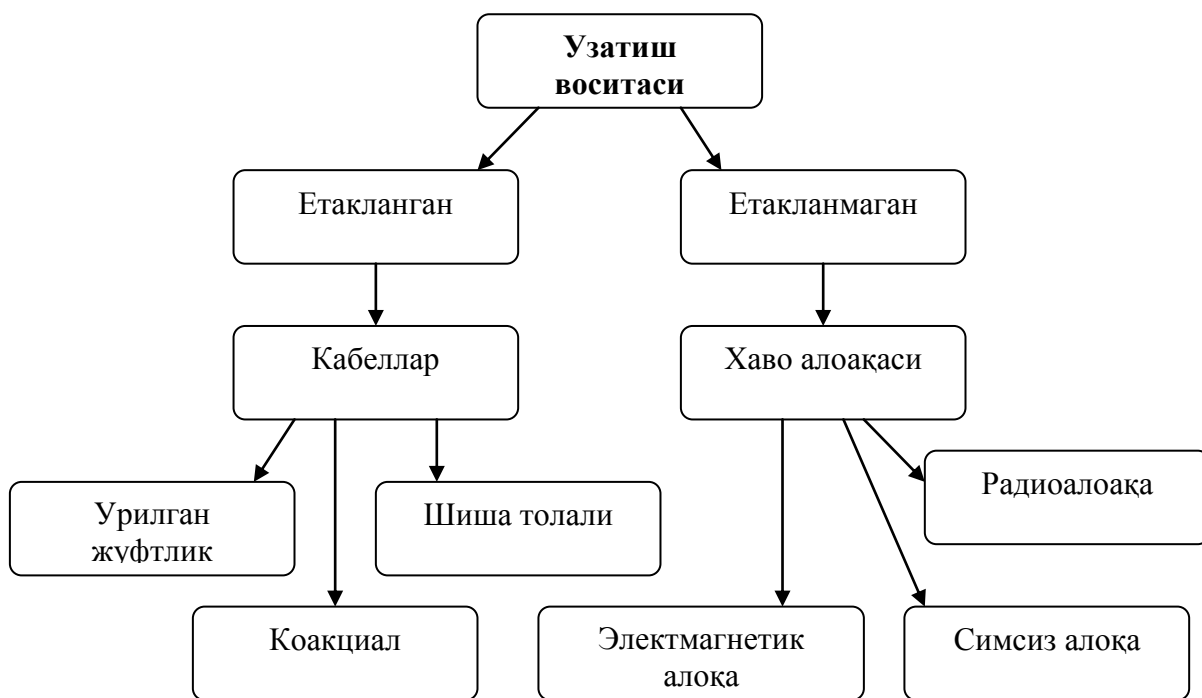 Узатиш
воситаси
Етакланган
Етакланмаган
Кабеллар
Хаво алоақаси
Урилган
жуфтлик
Шиша толали
Радиоалоақа
Коакциал
Электмагнетик
алоқа
Симсиз алоқа